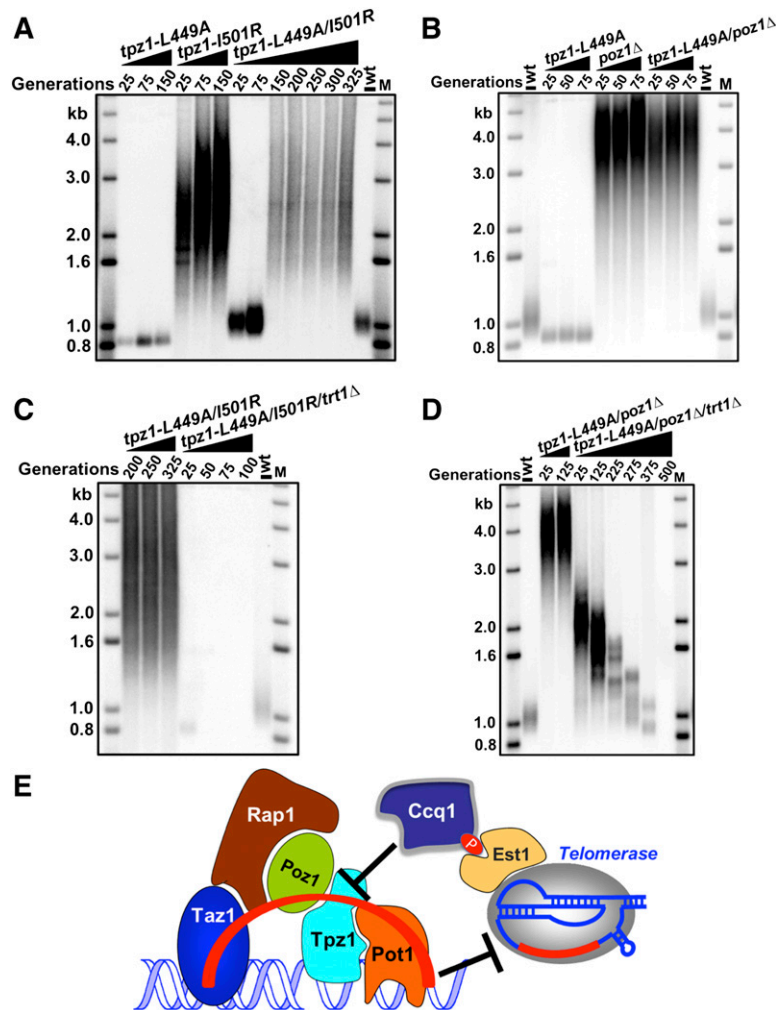 A
tpz1-L449A
tpz1-I501R
tpz1-L449A/I501R
Generations 25 75 150 25 75 150 25 75 150 200 250 300 325 wt M
kb
4.0
3.0
2.0
1.6
1.0
0.8
B
tpz1-L449A
poz1Δ
tpz1-L449A/poz1Δ
Generations wt 25 50 75 25 50 75 25 50 75 wt M
kb
4.0
3.0
2.0
1.6
1.0
0.8
C
tpz1-L449A/I501R
tpz1-L449A/I501R/trt1Δ
Generations 200 250 325 25 50 75 100 wt M
kb
4.0
3.0
2.0
1.6
1.0
0.8
D
tpz1-L449A/poz1Δ
tpz1-L449A/poz1Δ/trt1Δ
Generations wt 25 125 25 125 225 275 375 500 M
kb
4.0
3.0
2.0
1.6
1.0
0.8
E
Rap1
Ccq1
Poz1
P
Est1
Telomerase
Taz1
Tpz1
Pot1